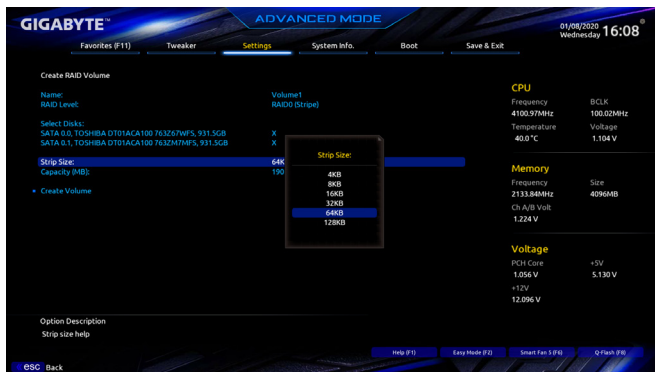 GIGABYTE™
ADVANCED MODE
01/08/2020
Wednesday 16:08
Favorites (F11) Tweaker Settings System Info. Boot Save & Exit
Create RAID Volume
Name: Volume1
RAID Level: RAID0 (Stripe)
Select Disks:
SATA 0.0, TOSHIBA DT01ACA100 763Z67WFS, 931.5GB X
SATA 0.1, TOSHIBA DT01ACA100 763ZM7MFS, 931.5GB X
Strip Size: 64K
Capacity (MB): 190
Create Volume
Strip Size:
4KB
8KB
16KB
32KB
64KB
128KB
CPU
Frequency BCLK
4100.97MHz 100.02MHz
Temperature Voltage
40.0 °C 1.104 V
Memory
Frequency Size
2133.84MHz 4096MB
Ch A/B Volt
1.224 V
Voltage
PCH Core +5V
1.056 V 5.130 V
+12V
12.096 V
Option Description
Strip size help
Help (F1) Easy Mode (F2) Smart Fan 5 (F6) Q-Flash (F8)
esc Back